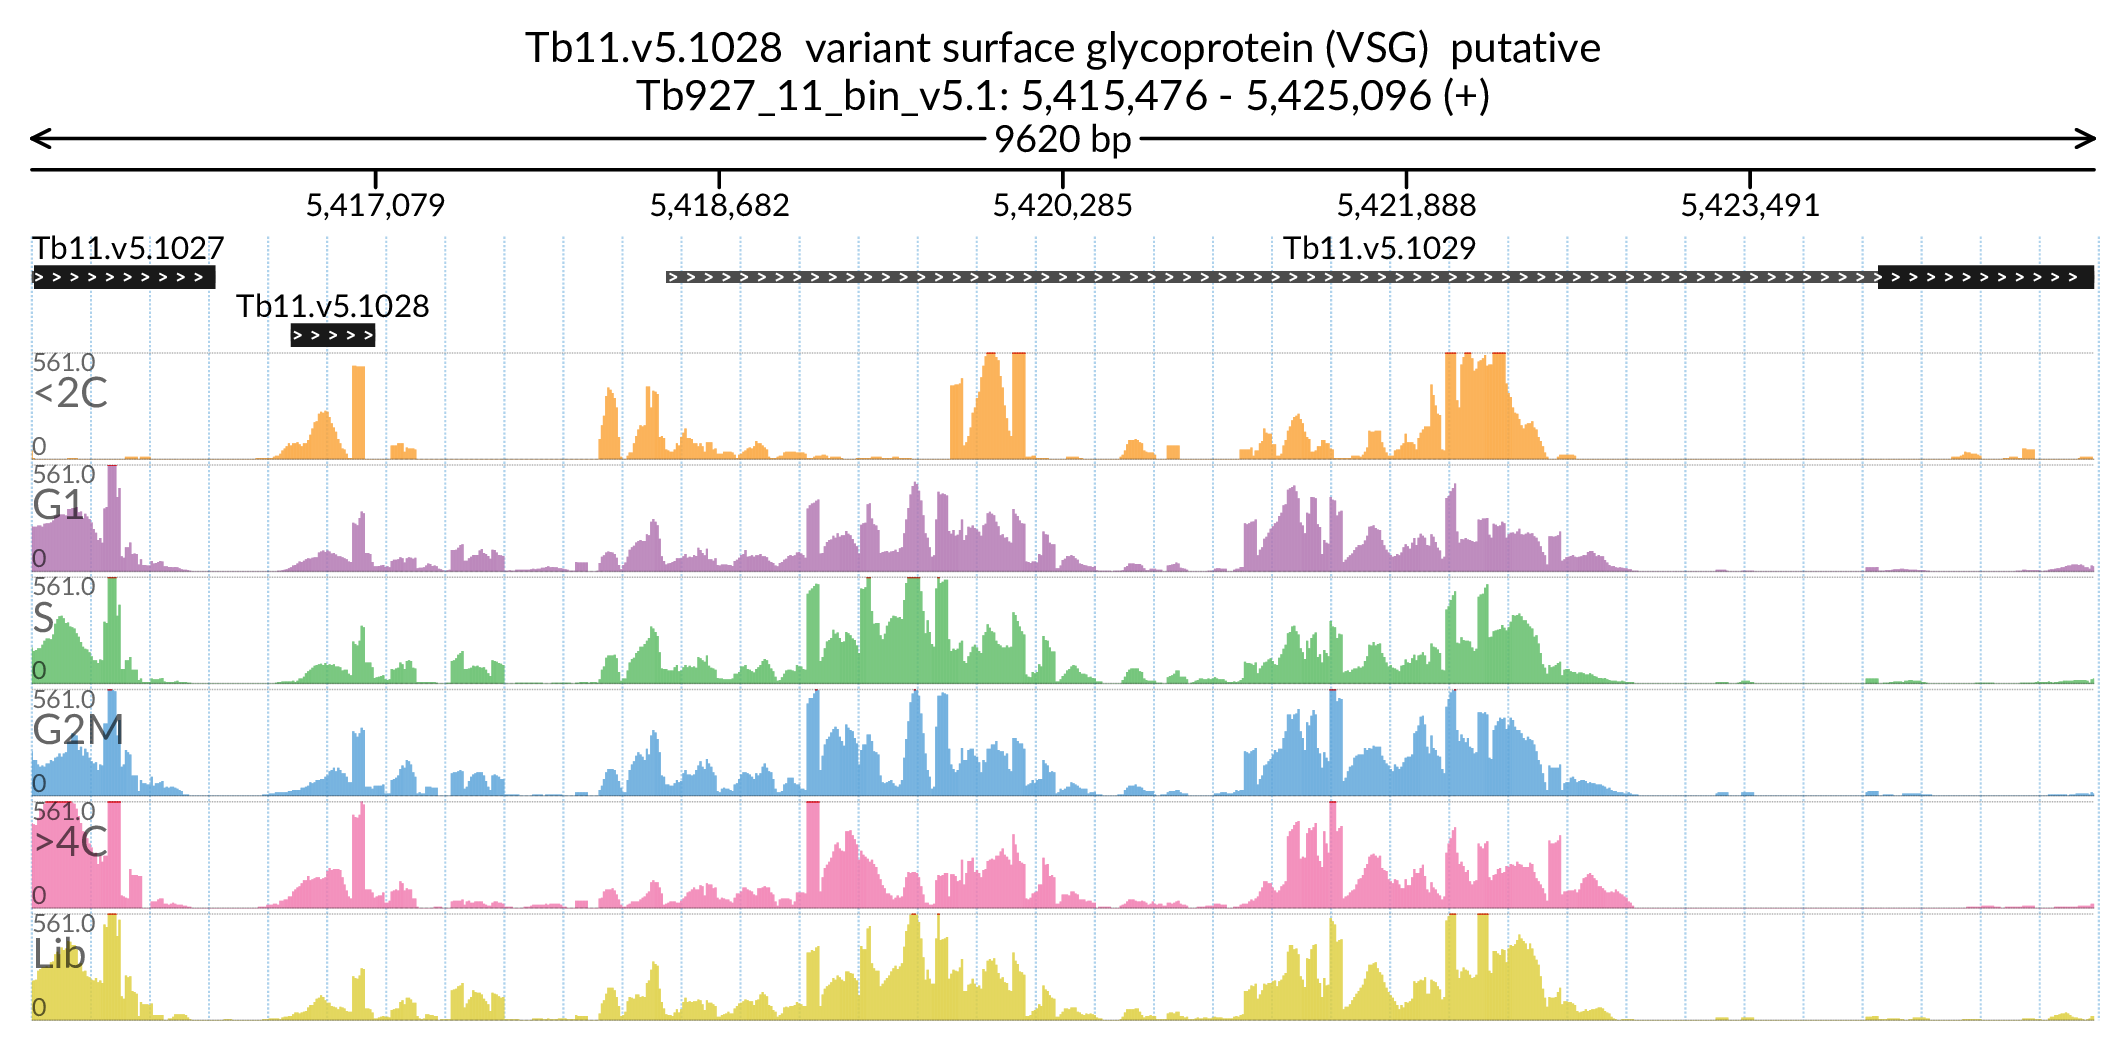 Tb11.v5.1028 variant surface glycoprotein (VSG) putative
Tb927_11_bin_v5.1: 5,415,476 - 5,425,096 (+)
9620 bp
5,417,079 5,418,682 5,420,285 5,421,888 5,423,491
Tb11.v5.1027 Tb11.v5.1029
Tb11.v5.1028
561.0
<2C
0
561.0
G1
0
561.0
S
0
561.0
G2M
0
561.0
>4C
0
561.0
Lib
0